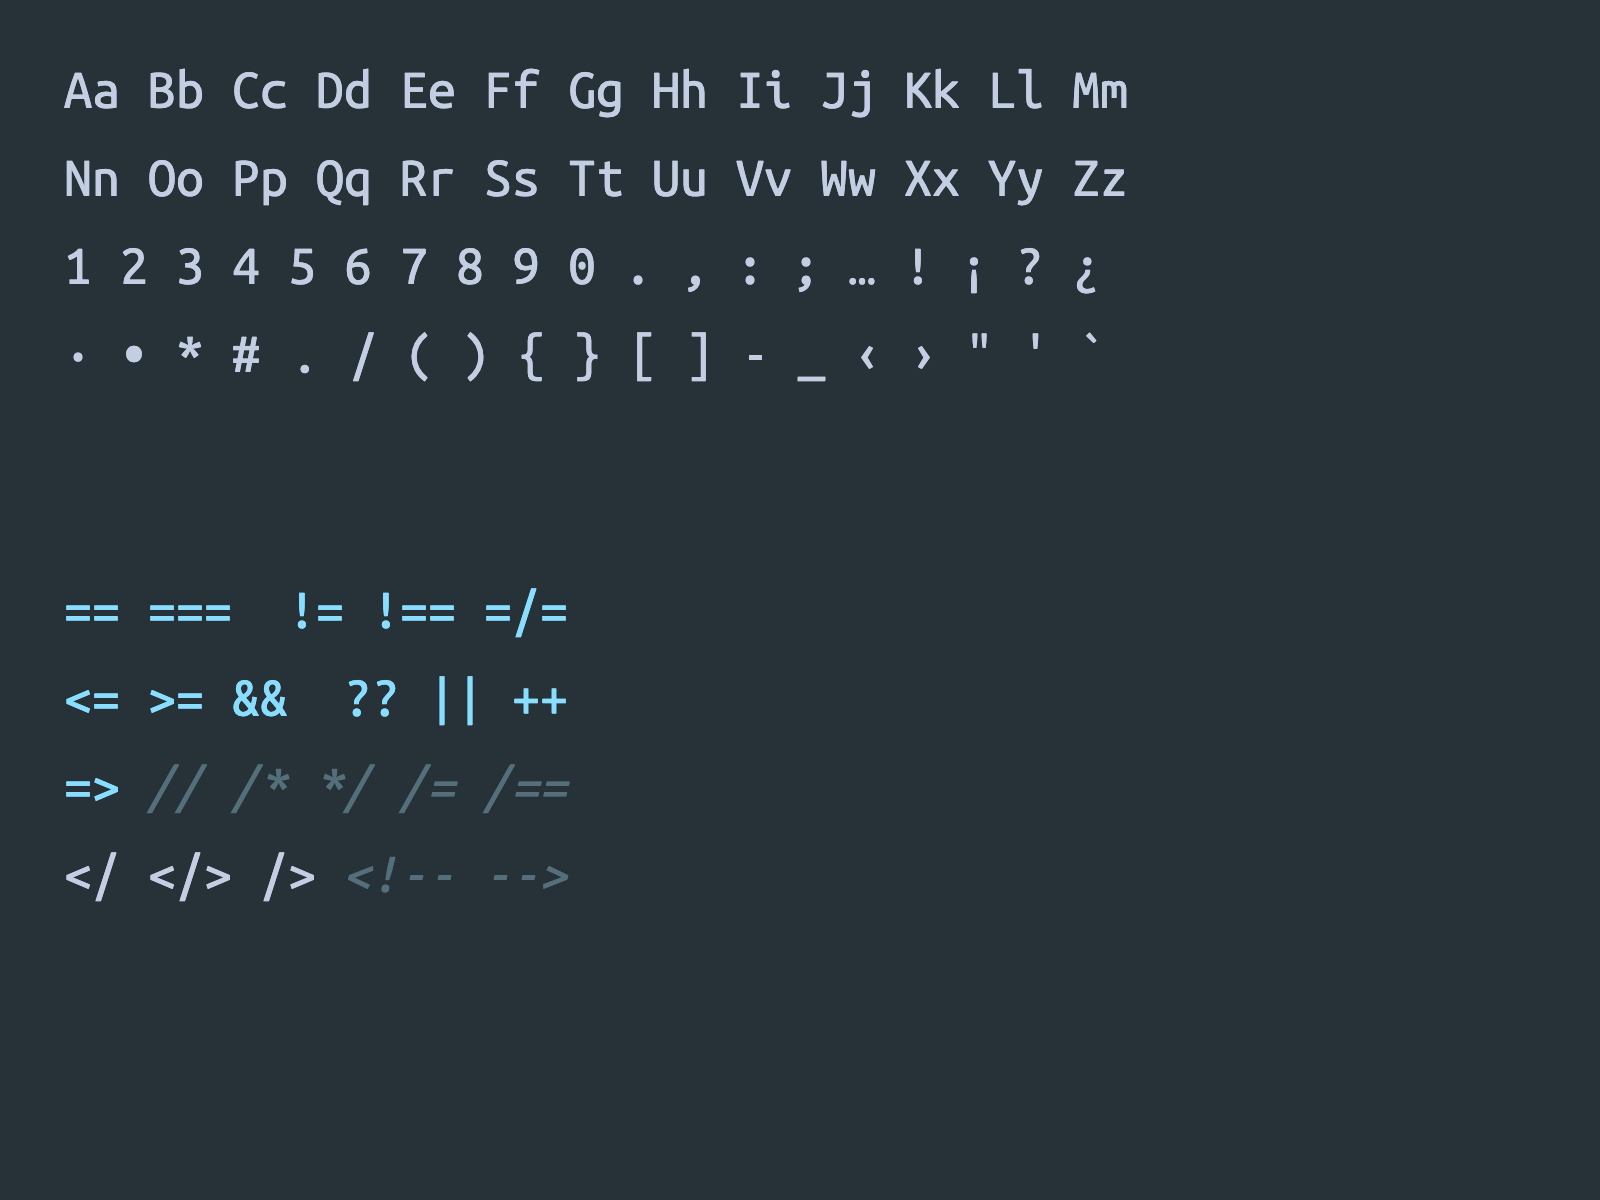 Aa Bb Cc Dd Ee Ff Gg Hh Ii Jj Kk Ll Mm
Nn Oo Pp Qq Rr Ss Tt Uu Vv Ww Xx Yy Zz
1 2 3 4 5 6 7 8 9 0 . , : ; … ! ¡ ? ¿
· • * # . / ( ) { } [ ] - _ ‹ › " ' `
== ===  != !== =/=
<= >= &&  ?? || ++
=> // /* */ /= /==
</ </> /> <!-- -->